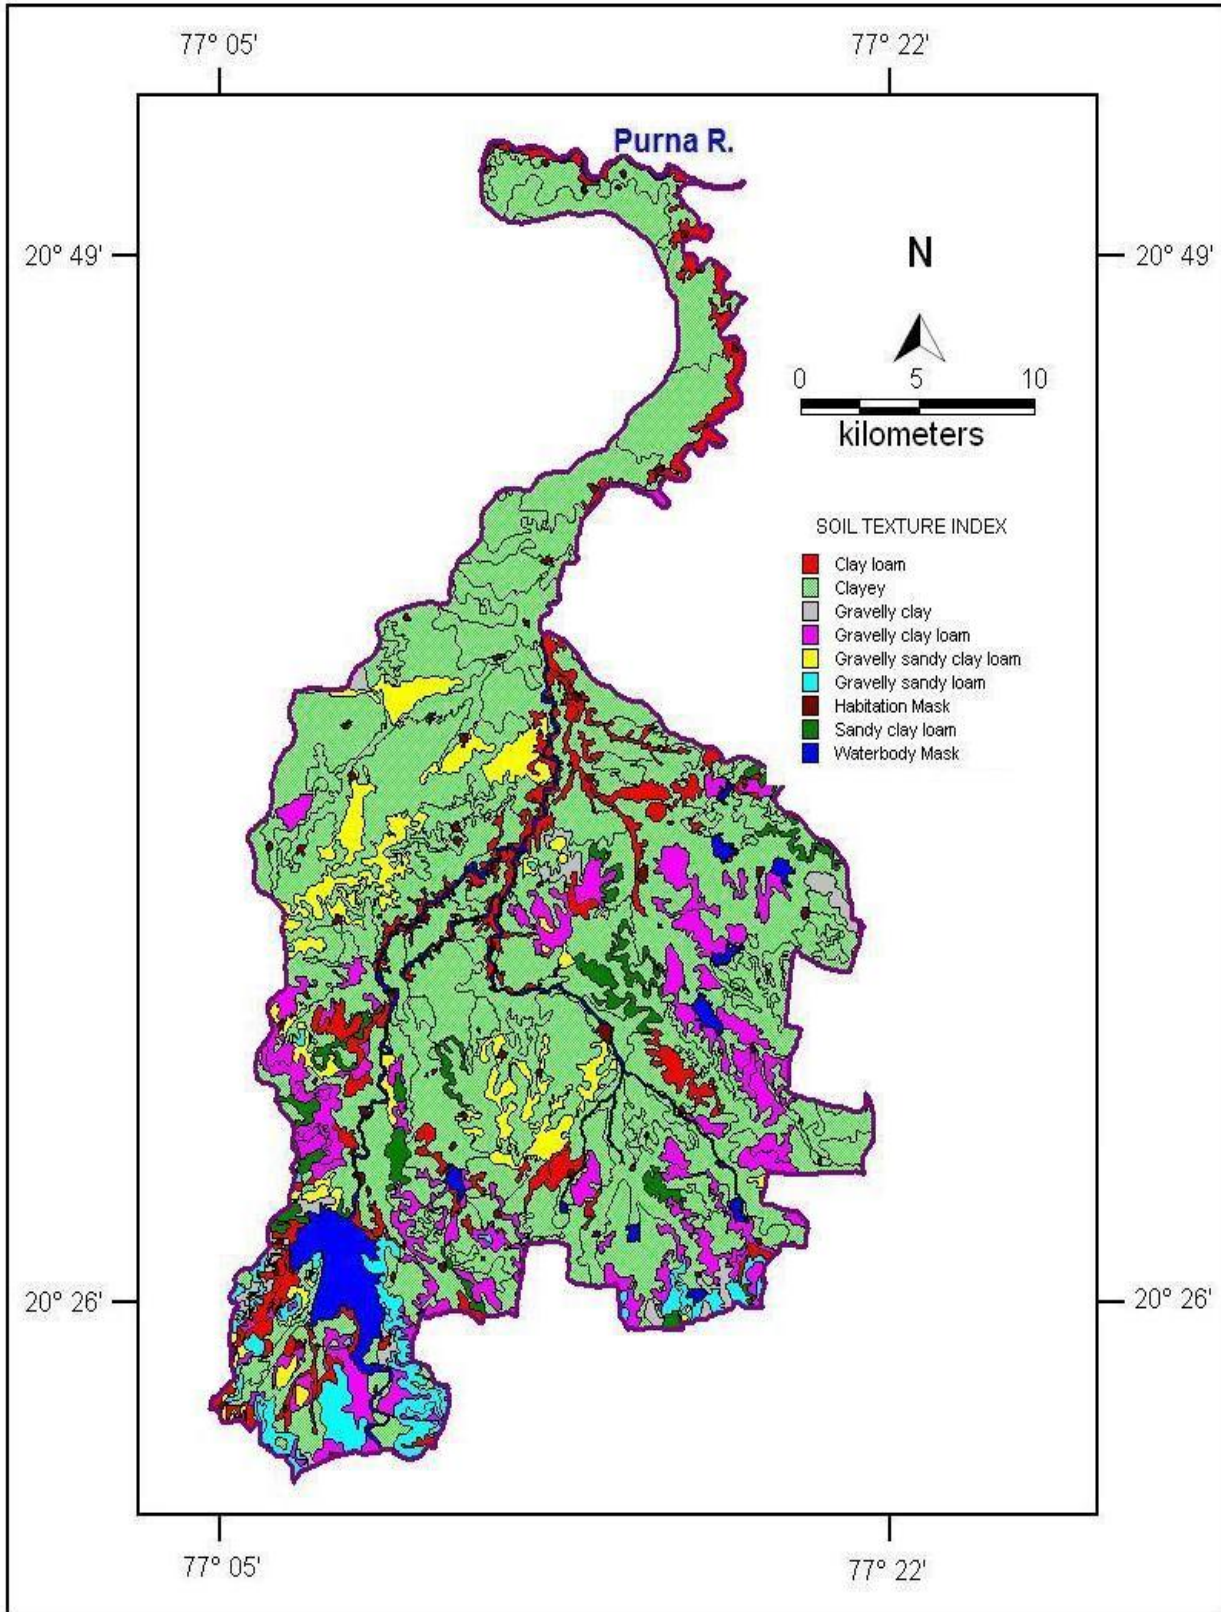 77° 05' 77° 22'
Purna R.
20° 49' 20° 49'
N
0 5 10
kilometers
SOIL TEXTURE INDEX
Clay loam
Clayey
Gravelly clay
Gravelly clay loam
Gravelly sandy clay loam
Gravelly sandy loam
Habitation Mask
Sandy clay loam
Waterbody Mask
20° 26' 20° 26'
77° 05' 77° 22'